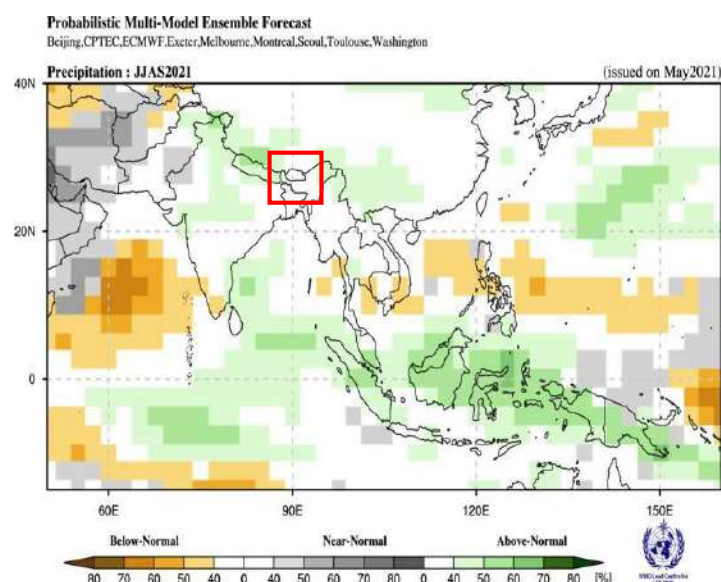 Probabilistic Multi-Model Ensemble Forecast
Beijing,CPTEC,ECMWF,Exeter,Melbourne,Montreal,Seoul,Toulouse,Washington
Precipitation : JJAS2021 (issued on May2021)
40N
20N
0
60E 90E 120E 150E
Below-Normal Near-Normal Above-Normal
80 70 60 50 40 0 40 50 60 70 80 0 40 50 60 70 80 [%]